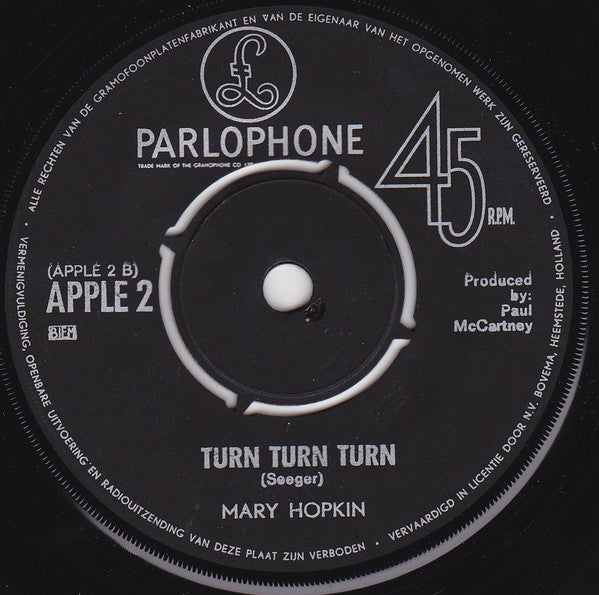 ALLE RECHTEN VAN DE GRAMOFOONPLATENFABRIKANT EN VAN DE EIGENAAR VAN HET OPGENOMEN WERK ZIJN GERESERVEERD •
£
PARLOPHONE
TRADE MARK OF THE GRAMOPHONE CO. LTD.
45
R.P.M.
(APPLE 2 B)
APPLE 2
BIEM
Produced
by:
Paul
McCartney
TURN TURN TURN
(Seeger)
MARY HOPKIN
• VERMENIGVULDIGING, OPENBARE UITVOERING EN RADIOUITZENDING VAN DEZE PLAAT ZIJN VERBODEN • VERVAARDIGD IN LICENTIE DOOR N.V. BOVEMA, HEEMSTEDE, HOLLAND